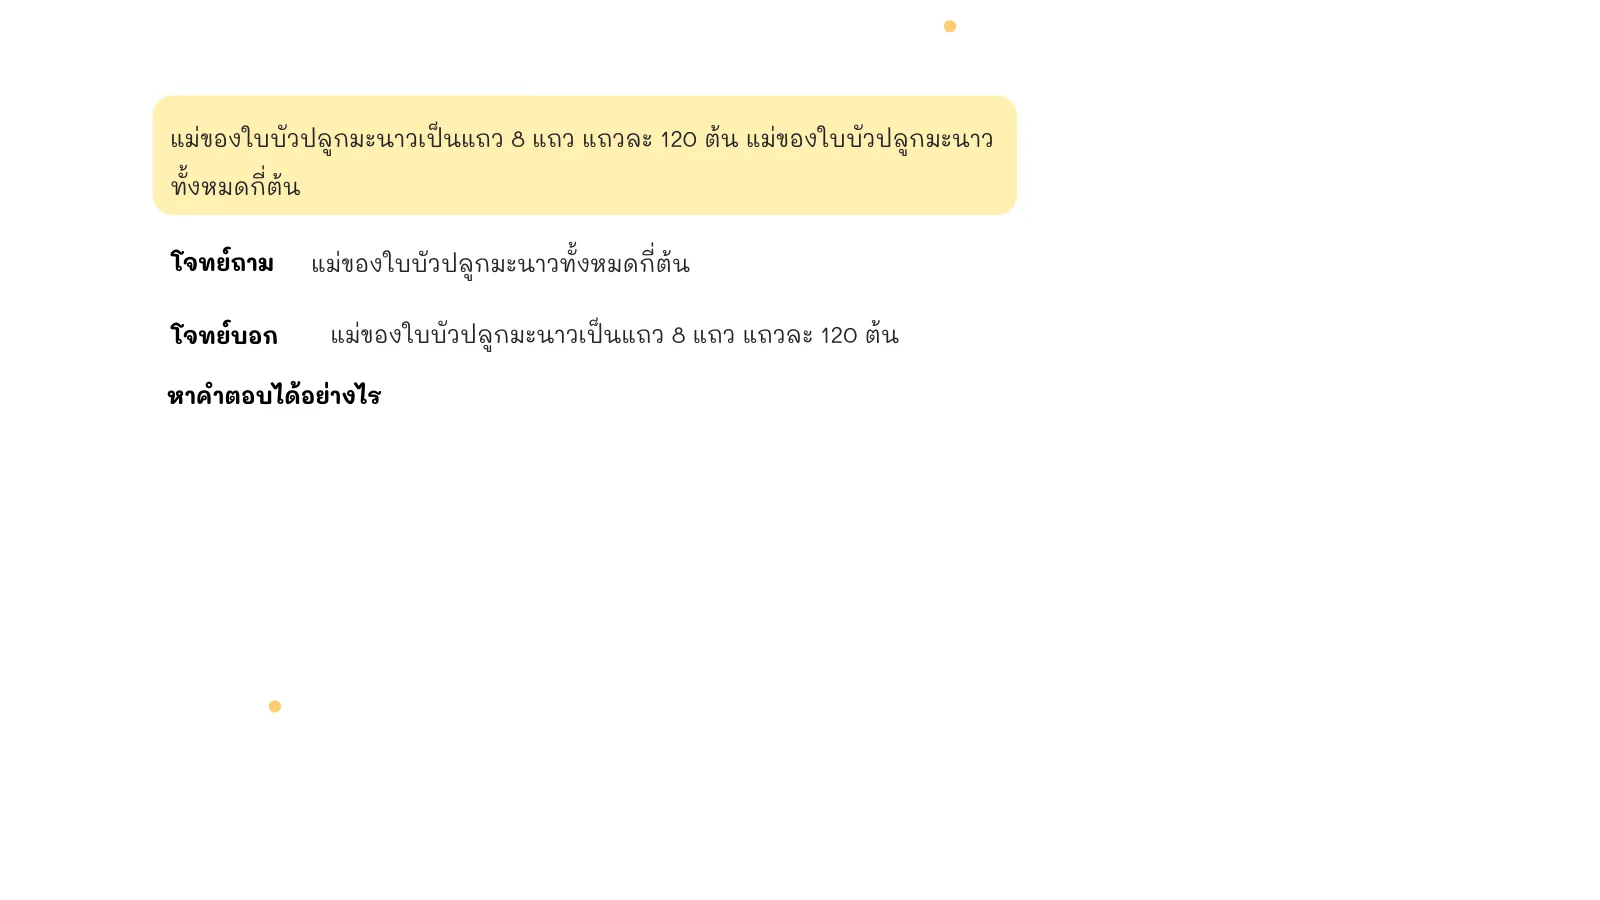 แม่ของใบบัวปลูกมะนาวเป็นแถว 8 แถว แถวละ 120 ต้น แม่ของใบบัวปลูกมะนาว
ทั้งหมดกี่ต้น
โจทย์ถาม แม่ของใบบัวปลูกมะนาวทั้งหมดกี่ต้น
โจทย์บอก แม่ของใบบัวปลูกมะนาวเป็นแถว 8 แถว แถวละ 120 ต้น
หาคำตอบได้อย่างไร